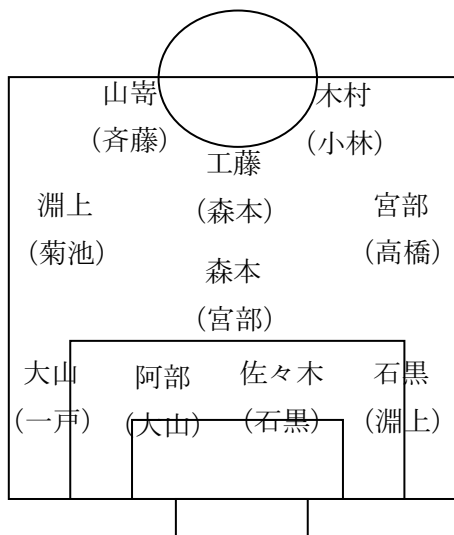 山嵜 木村
(斉藤) (小林)
工藤
(森本)
淵上 宮部
(菊池) (高橋)
森本
(宮部)
大山 阿部 佐々木 石黒
(一戸) (大山) (石黒) (淵上)